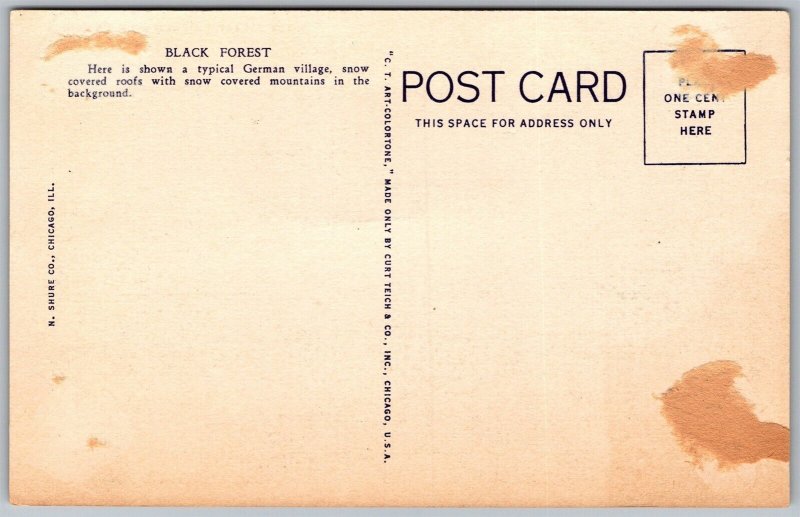 BLACK FOREST
Here is shown a typical German village, snow
covered roofs with snow covered mountains in the
background.
N. SHURE CO., CHICAGO, ILL.
"C. T. ART-COLORTONE," MADE ONLY BY CURT TEICH & CO., INC., CHICAGO, U.S.A.
POST CARD
THIS SPACE FOR ADDRESS ONLY
ONE CENT
STAMP
HERE